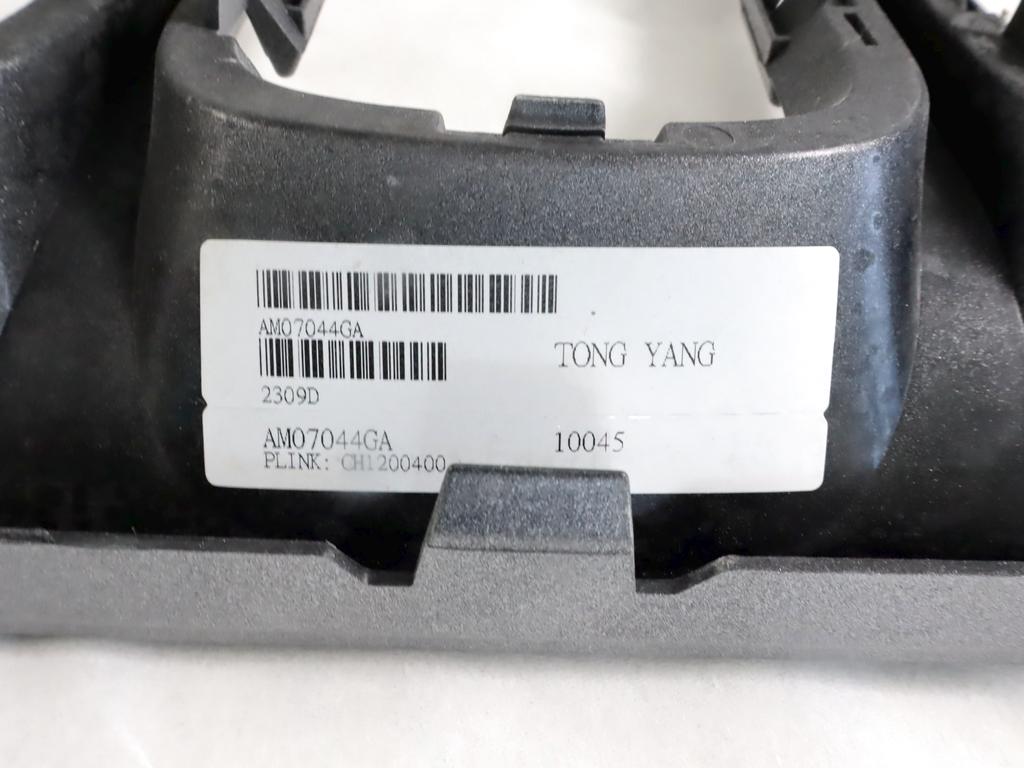 AM07044GA
TONG YANG
2309D
AM07044GA 10045
PLINK: CH1200400